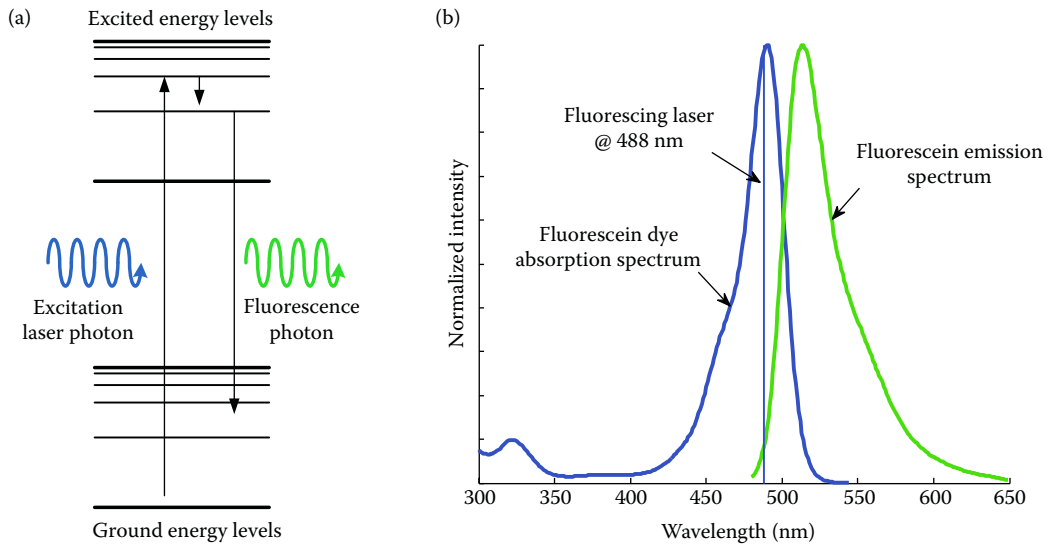 (a)
Excited energy levels
Excitation
laser photon
Fluorescence
photon
Ground energy levels
(b)
Normalized intensity
Fluorescing laser
@ 488 nm
Fluorescein emission
spectrum
Fluorescein dye
absorption spectrum
300
350
400
450
500
550
600
650
Wavelength (nm)